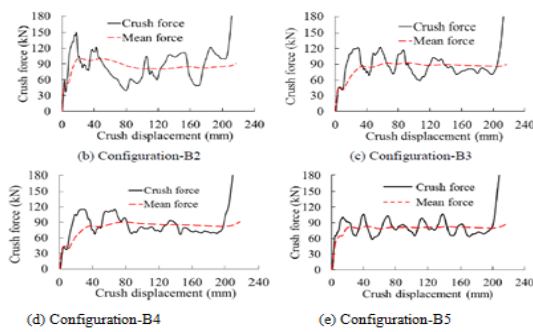 180
150
120
90
60
30
0
Crush force (kN)
Crush force
Mean force
0 40 80 120 160 200 240
Crush displacement (mm)
(b) Configuration-B2
180
150
120
90
60
30
0
Crush force (kN)
Crush force
Mean force
0 40 80 120 160 200 240
Crush displacement (mm)
(c) Configuration-B3
180
150
120
90
60
30
0
Crush force (kN)
Crush force
Mean force
0 40 80 120 160 200 240
Crush displacement (mm)
(d) Configuration-B4
180
150
120
90
60
30
0
Crush force (kN)
Crush force
Mean force
0 40 80 120 160 200 240
Crush displacement (mm)
(e) Configuration-B5